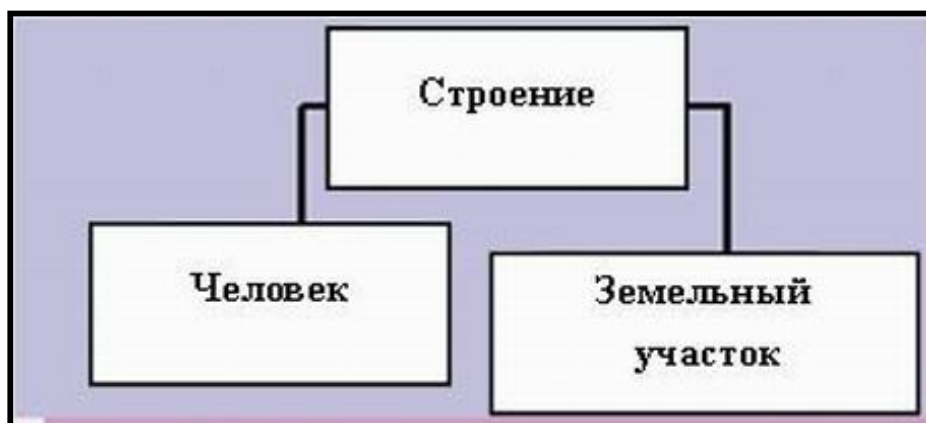 Строение
Человек
Земельный
участок